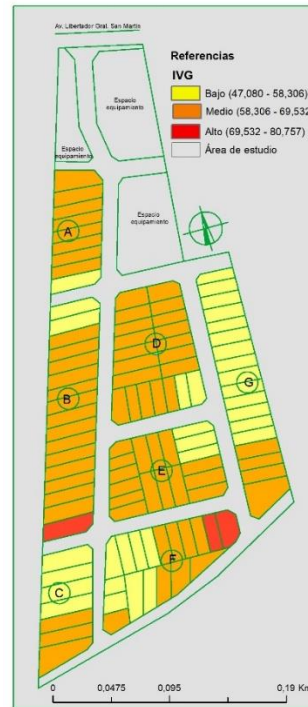 Av. Libertador Gral. San Martín
Referencias
IVG
Bajo (47,080 - 58,306)
Medio (58,306 - 69,532)
Alto (69,532 - 80,757)
Área de estudio
Espacio
equipamiento
Espacio
equipamiento
Espacio
equipamiento
A
D
G
B
E
F
C
0
0,0475
0,095
0,19 Km